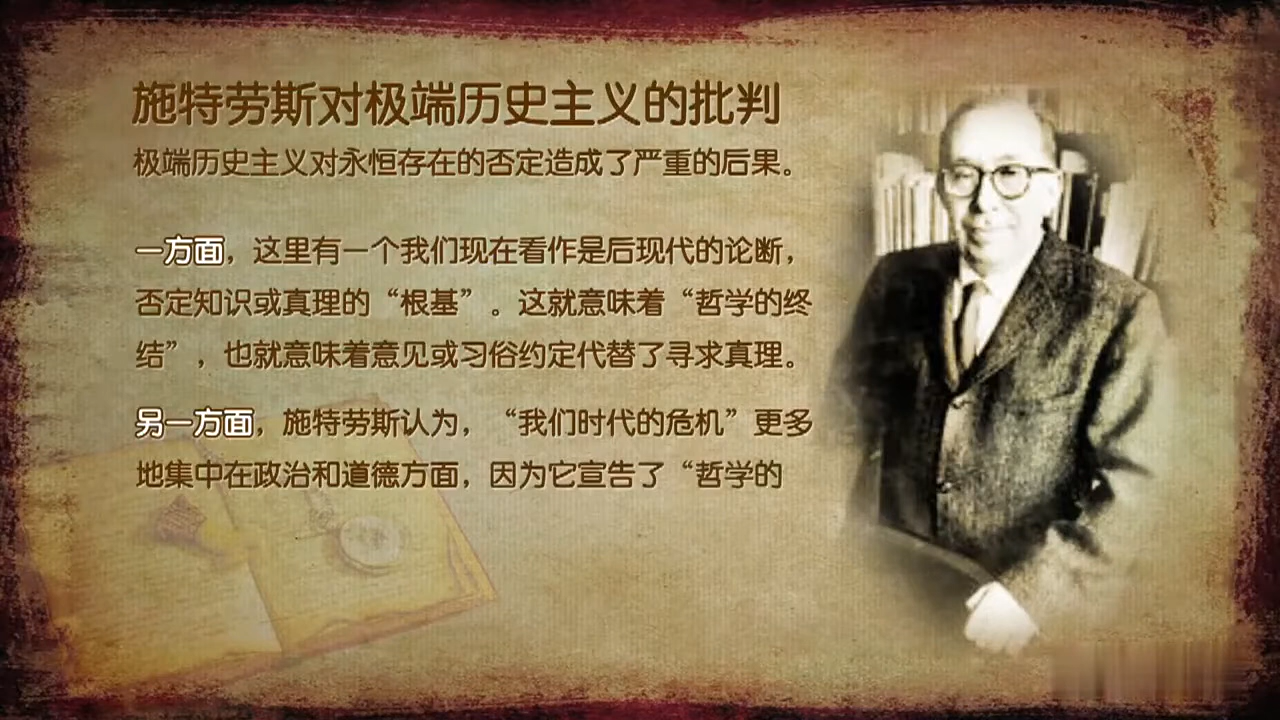 施特劳斯对极端历史主义的批判
极端历史主义对永恒存在的否定造成了严重的后果。
一方面，这里有一个我们现在看作是后现代的论断，
否定知识或真理的“根基”。这就意味着“哲学的终
结”，也就意味着意见或习俗约定代替了寻求真理。
另一方面，施特劳斯认为，“我们时代的危机”更多
地集中在政治和道德方面，因为它宣告了“哲学的